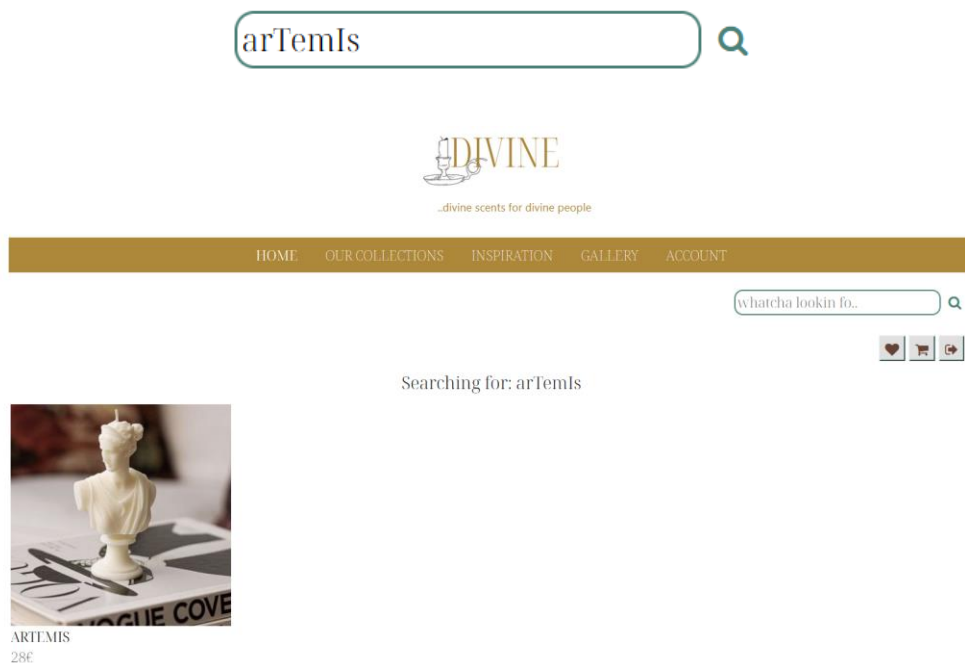 arTemIs
DIVINE
..divine scents for divine people
HOME OUR COLLECTIONS INSPIRATION GALLERY ACCOUNT
whatcha lookin fo..
Searching for: arTemIs
VOGUE COVE
ARTEMIS
28€